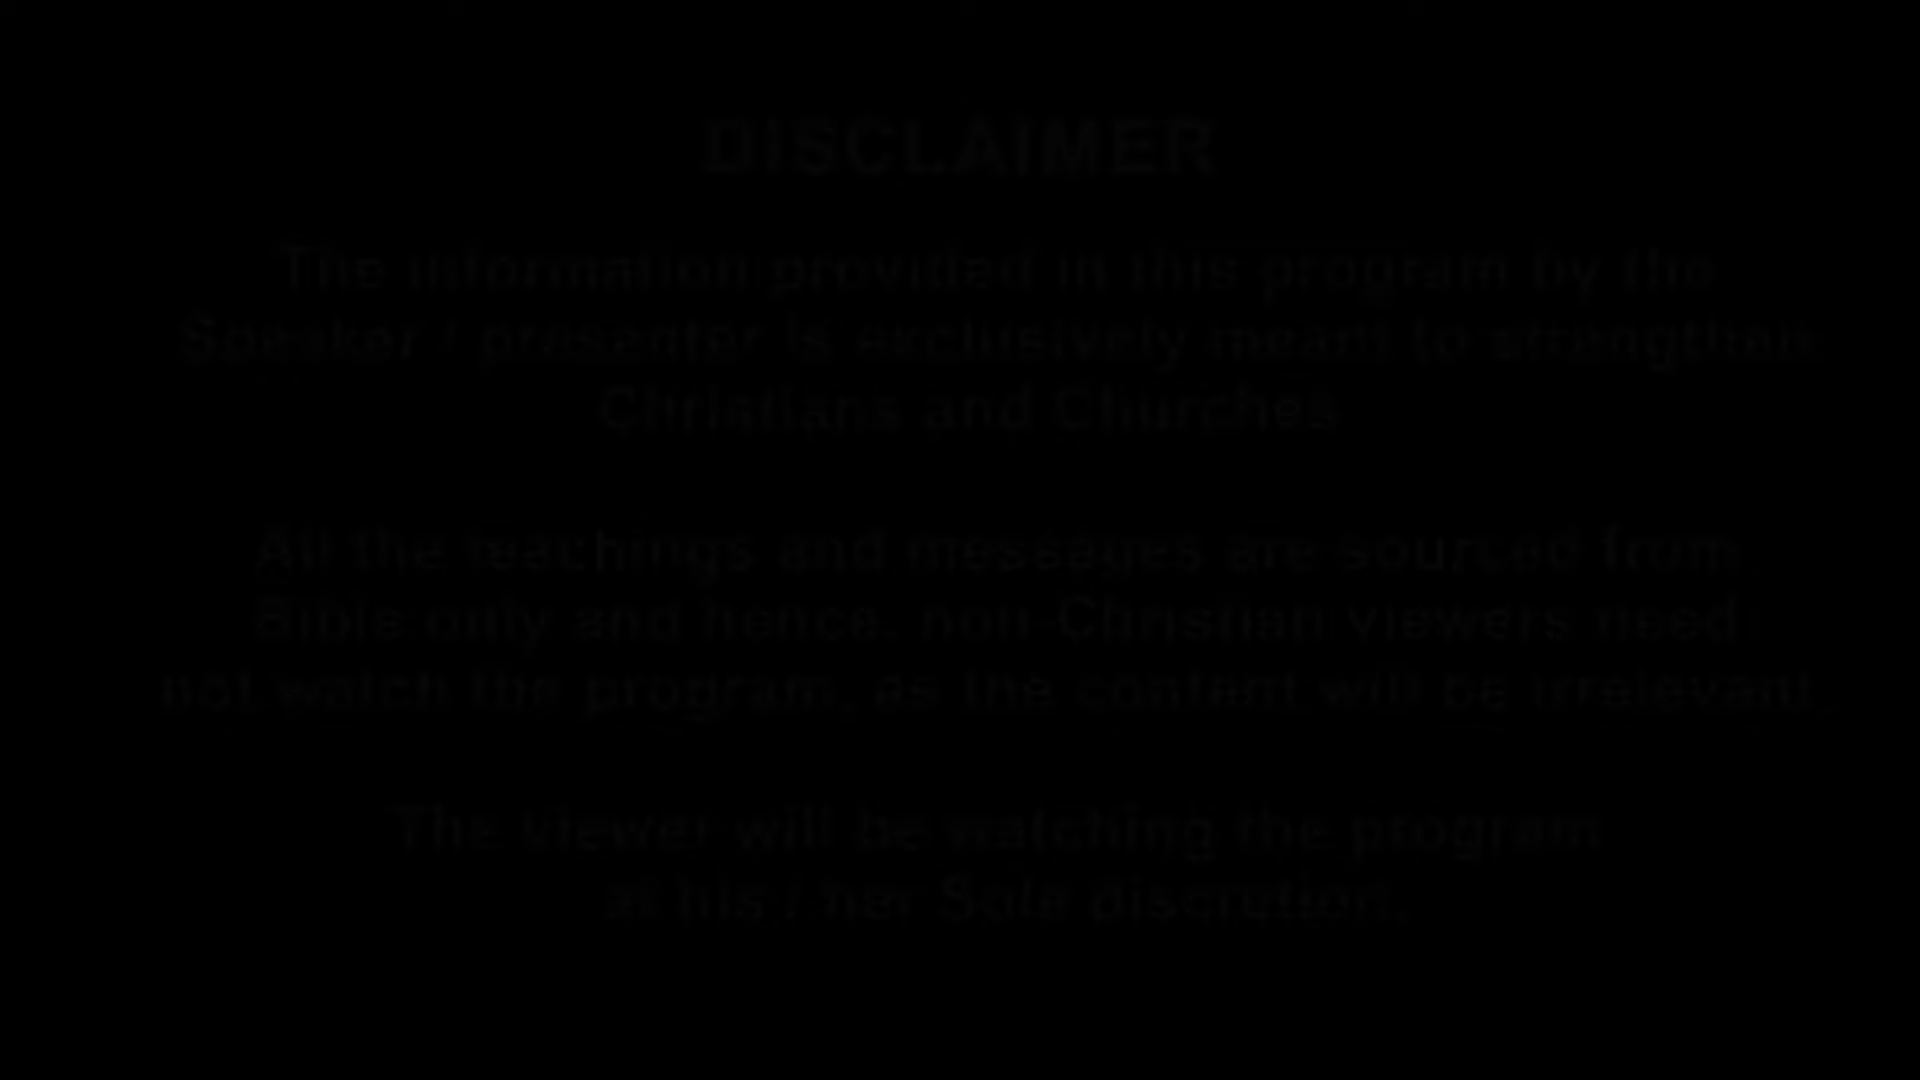 DISCLAIMER
The information provided in this program by the
Speaker / presenter is exclusively meant to strengthen
Christians and Churches
All the teachings and messages are sourced from
Bible only and hence, non-Christian viewers need
not watch the program, as the content will be irrelevant
The viewer will be watching the program
at his / her Sole discretion.